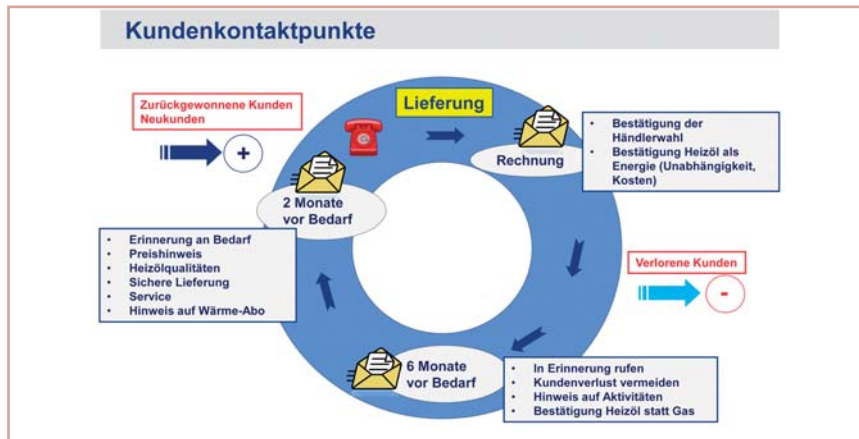 Kundenkontaktpunkte
Zurückgewonnene Kunden
Neukunden
+
Lieferung
Rechnung
• Bestätigung der
Händlerwahl
• Bestätigung Heizöl als
Energie (Unabhängigkeit,
Kosten)
2 Monate
vor Bedarf
• Erinnerung an Bedarf
• Preishinweis
• Heizölqualitäten
• Sichere Lieferung
• Service
• Hinweis auf Wärme-Abo
Verlorene Kunden
-
6 Monate
vor Bedarf
• In Erinnerung rufen
• Kundenverlust vermeiden
• Hinweis auf Aktivitäten
• Bestätigung Heizöl statt Gas